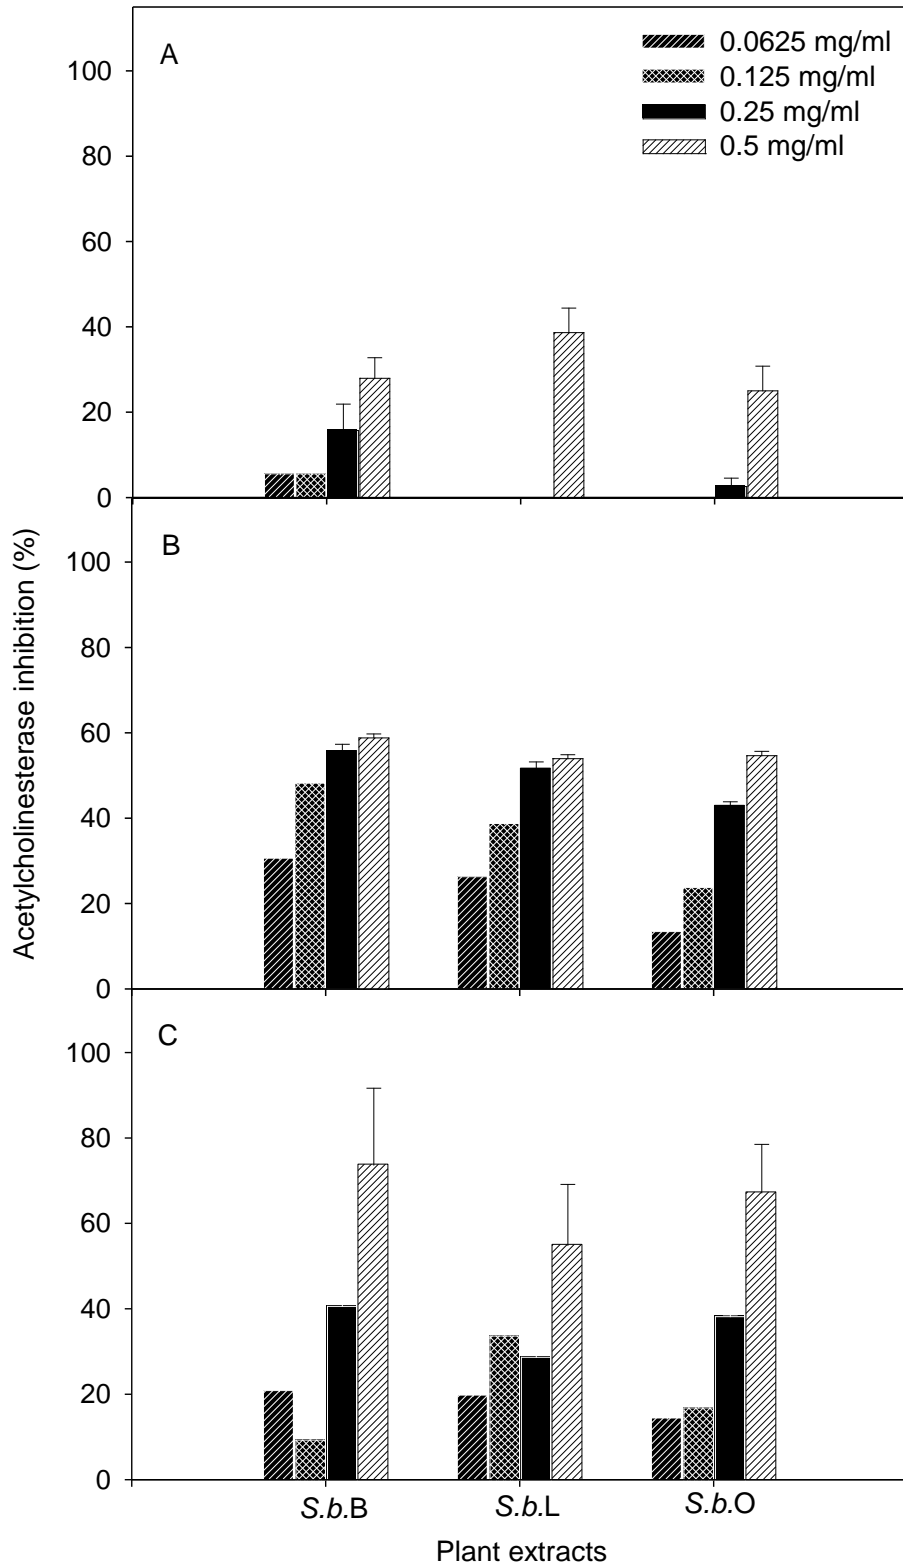 A
0.0625 mg/ml
0.125 mg/ml
0.25 mg/ml
0.5 mg/ml
100
80
60
40
20
0
B
100
80
60
40
20
0
C
100
80
60
40
20
0
Acetylcholinesterase inhibition (%)
S.b.B S.b.L S.b.O
Plant extracts